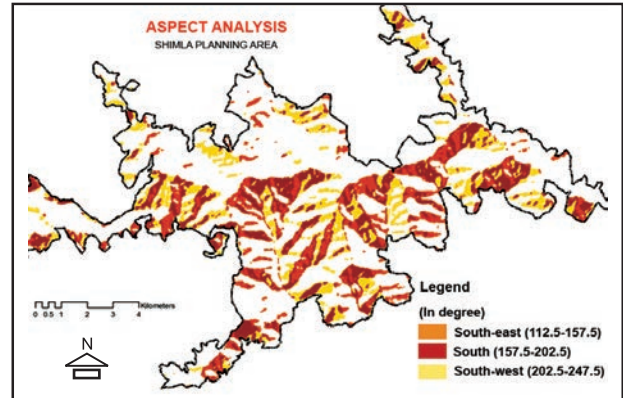 ASPECT ANALYSIS
SHIMLA PLANNING AREA
Legend
(In degree)
South-east (112.5-157.5)
South (157.5-202.5)
South-west (202.5-247.5)
0 0.5 1 2 3 4
Kilometers
N